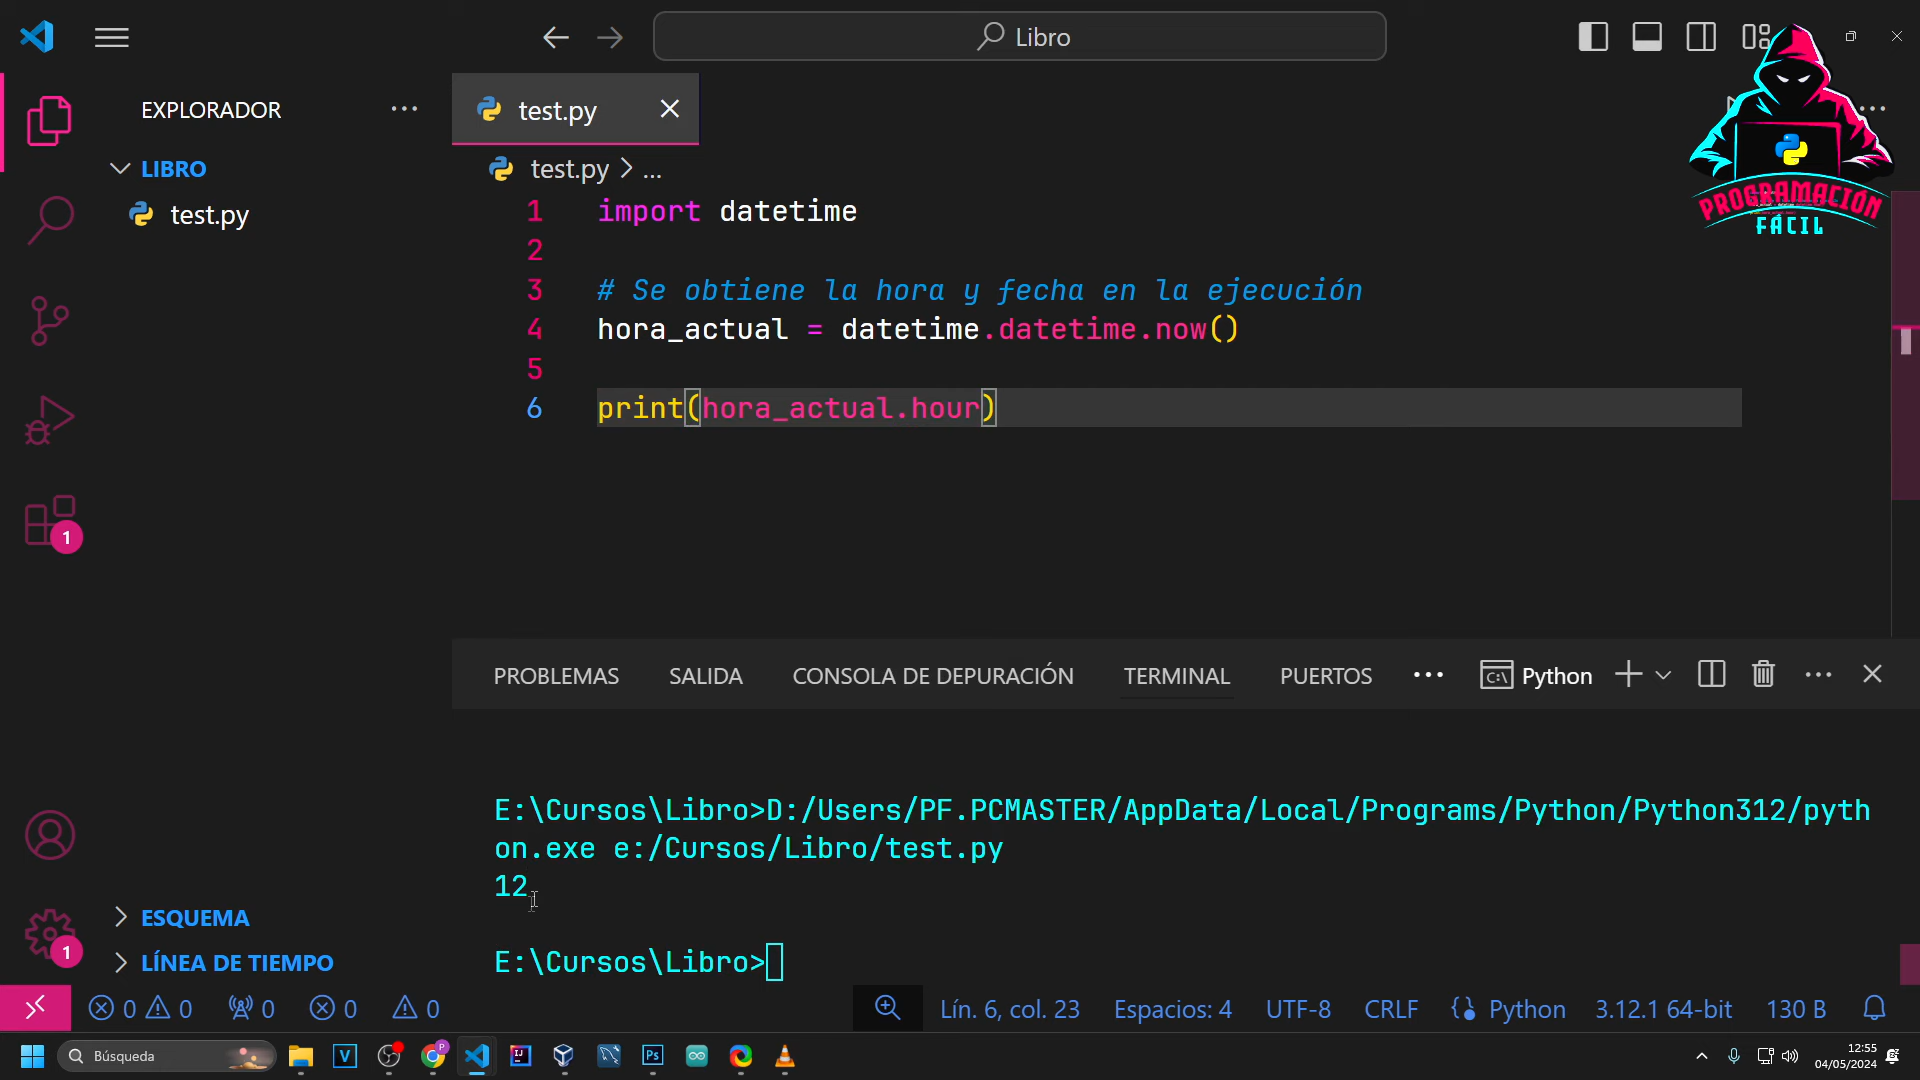 Libro
EXPLORADOR
test.py
LIBRO
test.py
test.py > ...
PROGRAMACIÓN
FÁCIL
1 import datetime
2
3 # Se obtiene la hora y fecha en la ejecución
4 hora_actual = datetime.datetime.now()
5
6 print(hora_actual.hour)
1
PROBLEMAS SALIDA CONSOLA DE DEPURACIÓN TERMINAL PUERTOS ... Python
E:\Cursos\Libro>D:/Users/PF.PCMASTER/AppData/Local/Programs/Python/Python312/pyth
on.exe e:/Cursos/Libro/test.py
12
E:\Cursos\Libro>
ESQUEMA
1
LÍNEA DE TIEMPO
0 0 0 0 0 Lín. 6, col. 23 Espacios: 4 UTF-8 CRLF Python 3.12.1 64-bit 130 B
Búsqueda
12:55
04/05/2024